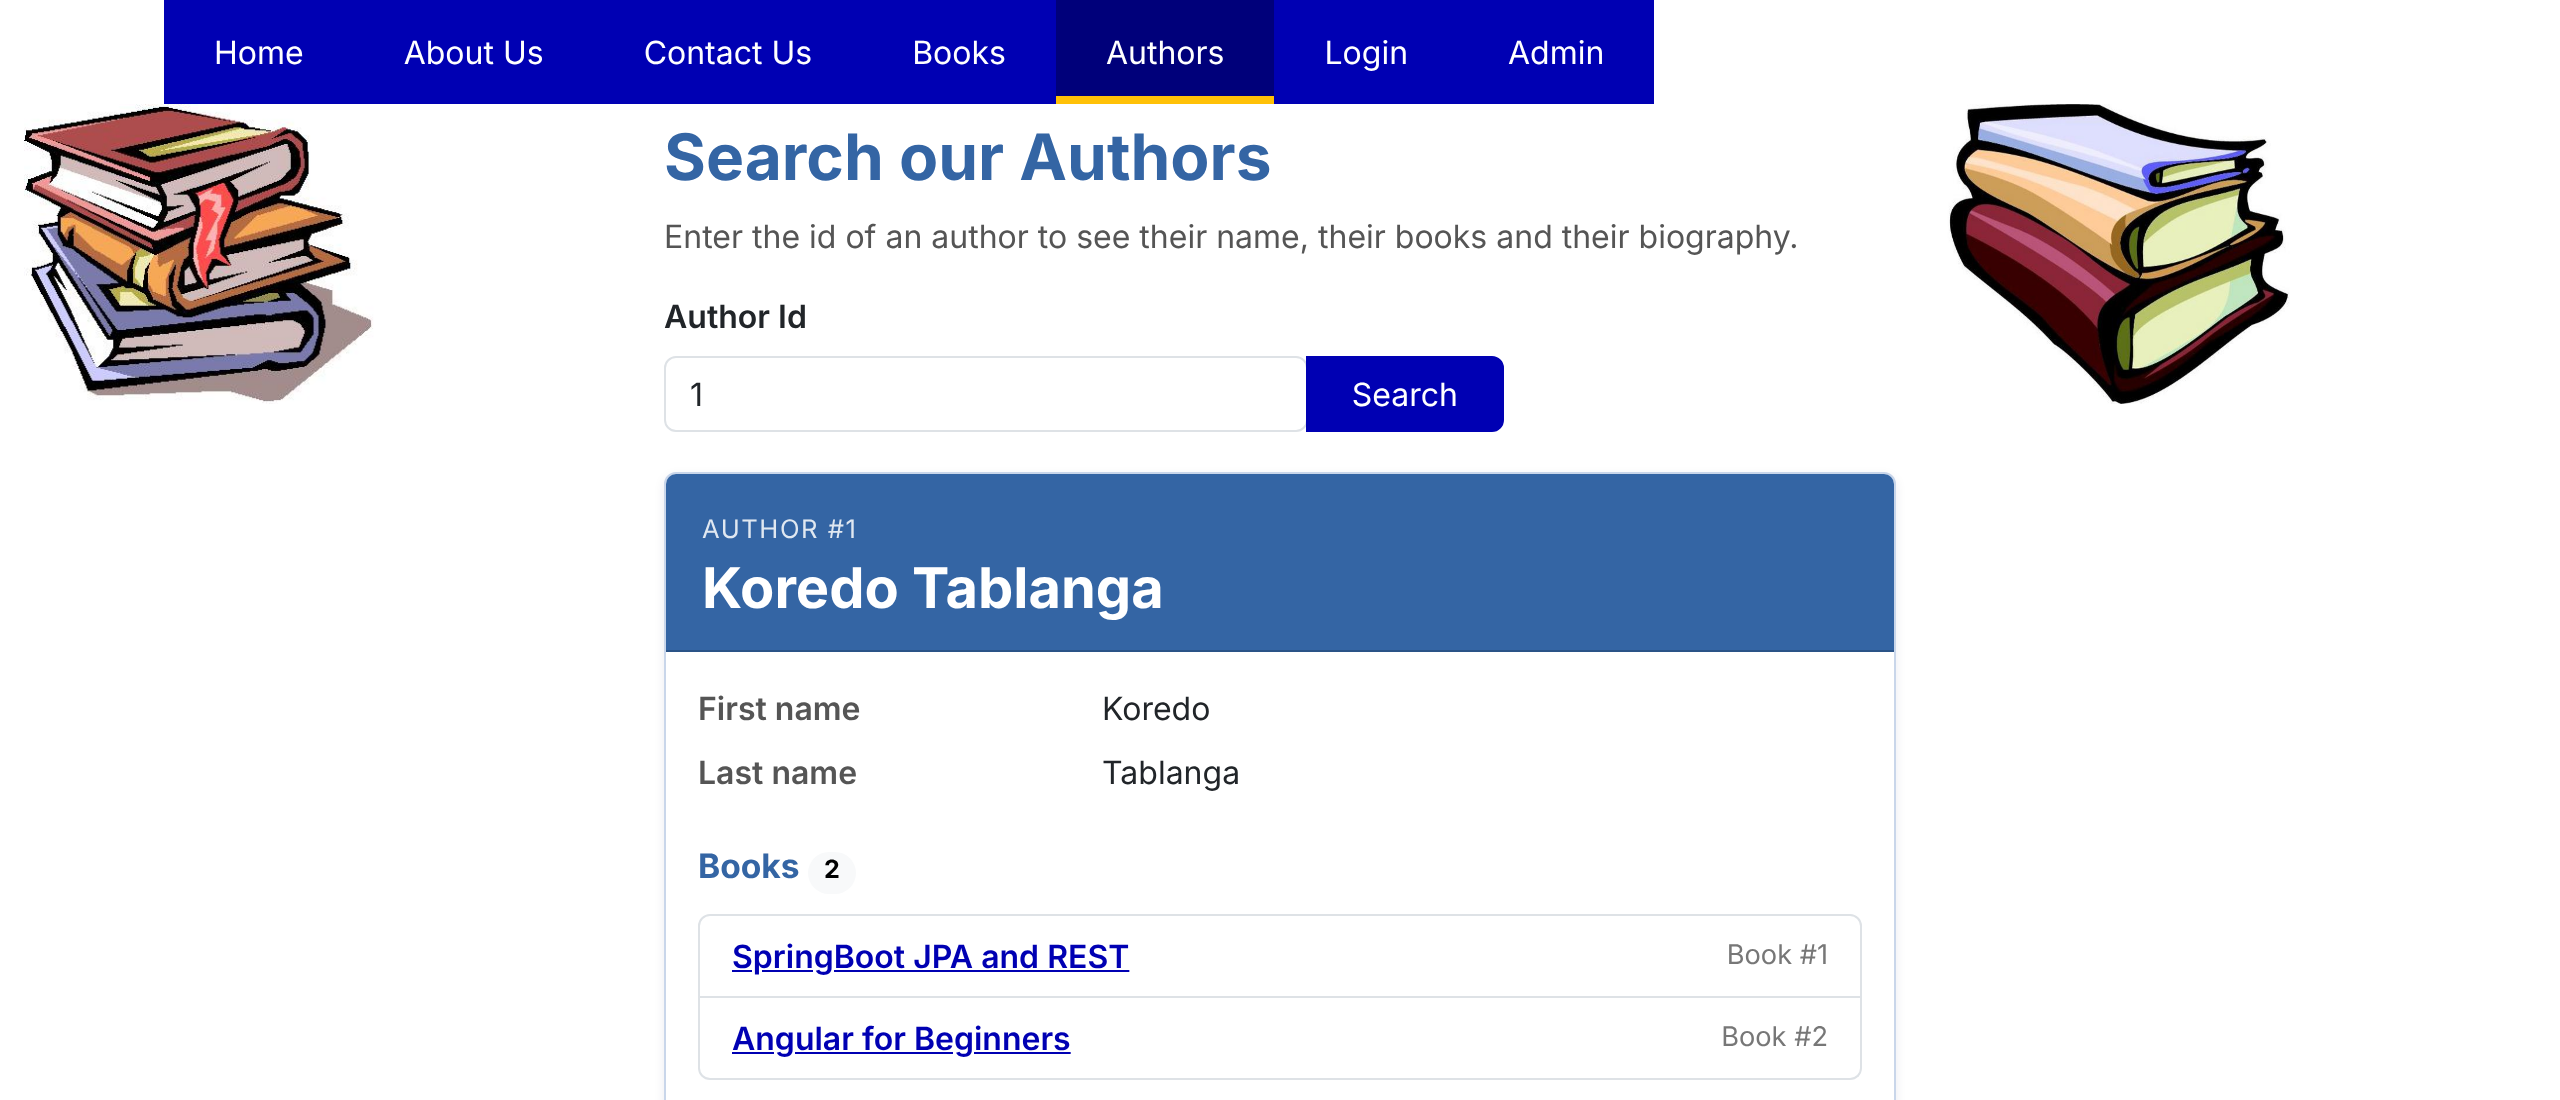 Home About Us Contact Us Books Authors Login Admin
Search our Authors
Enter the id of an author to see their name, their books and their biography.
Author Id
1 Search
AUTHOR #1
Koredo Tablanga
First name Koredo
Last name Tablanga
Books 2
SpringBoot JPA and REST Book #1
Angular for Beginners Book #2